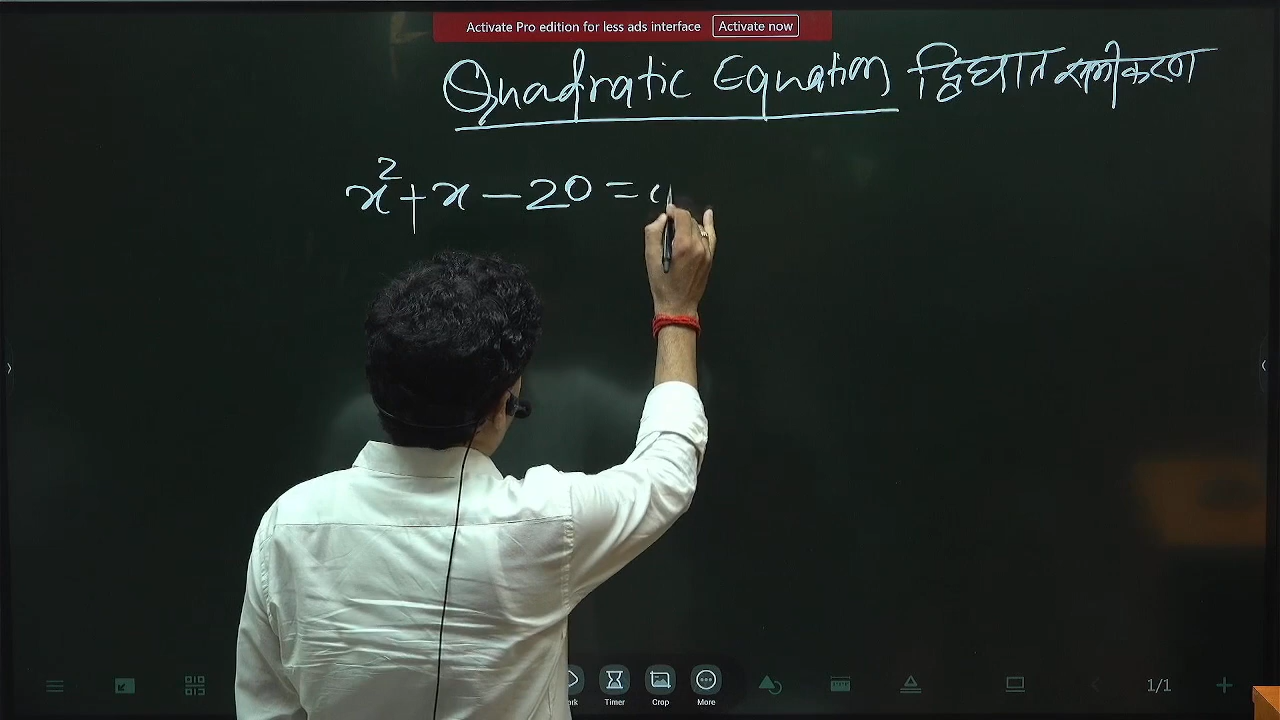 Activate Pro edition for less ads interface Activate now
Quadratic Equation द्विघात समीकरण
x² + x - 20 =
Timer Crop More
1/1